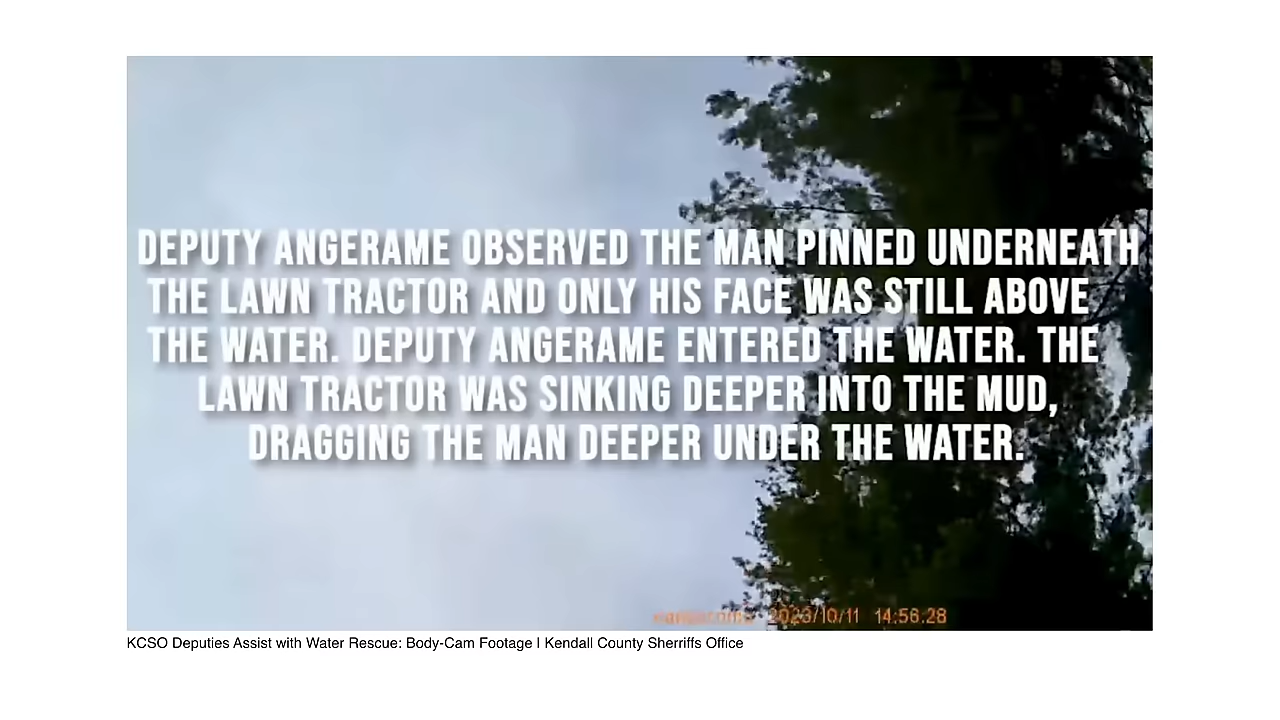 DEPUTY ANGERAME OBSERVED THE MAN PINNED UNDERNEATH
THE LAWN TRACTOR AND ONLY HIS FACE WAS STILL ABOVE
THE WATER. DEPUTY ANGERAME ENTERED THE WATER. THE
LAWN TRACTOR WAS SINKING DEEPER INTO THE MUD,
DRAGGING THE MAN DEEPER UNDER THE WATER.
2023/10/11 14:56:28
KCSO Deputies Assist with Water Rescue: Body-Cam Footage I Kendall County Sherriffs Office